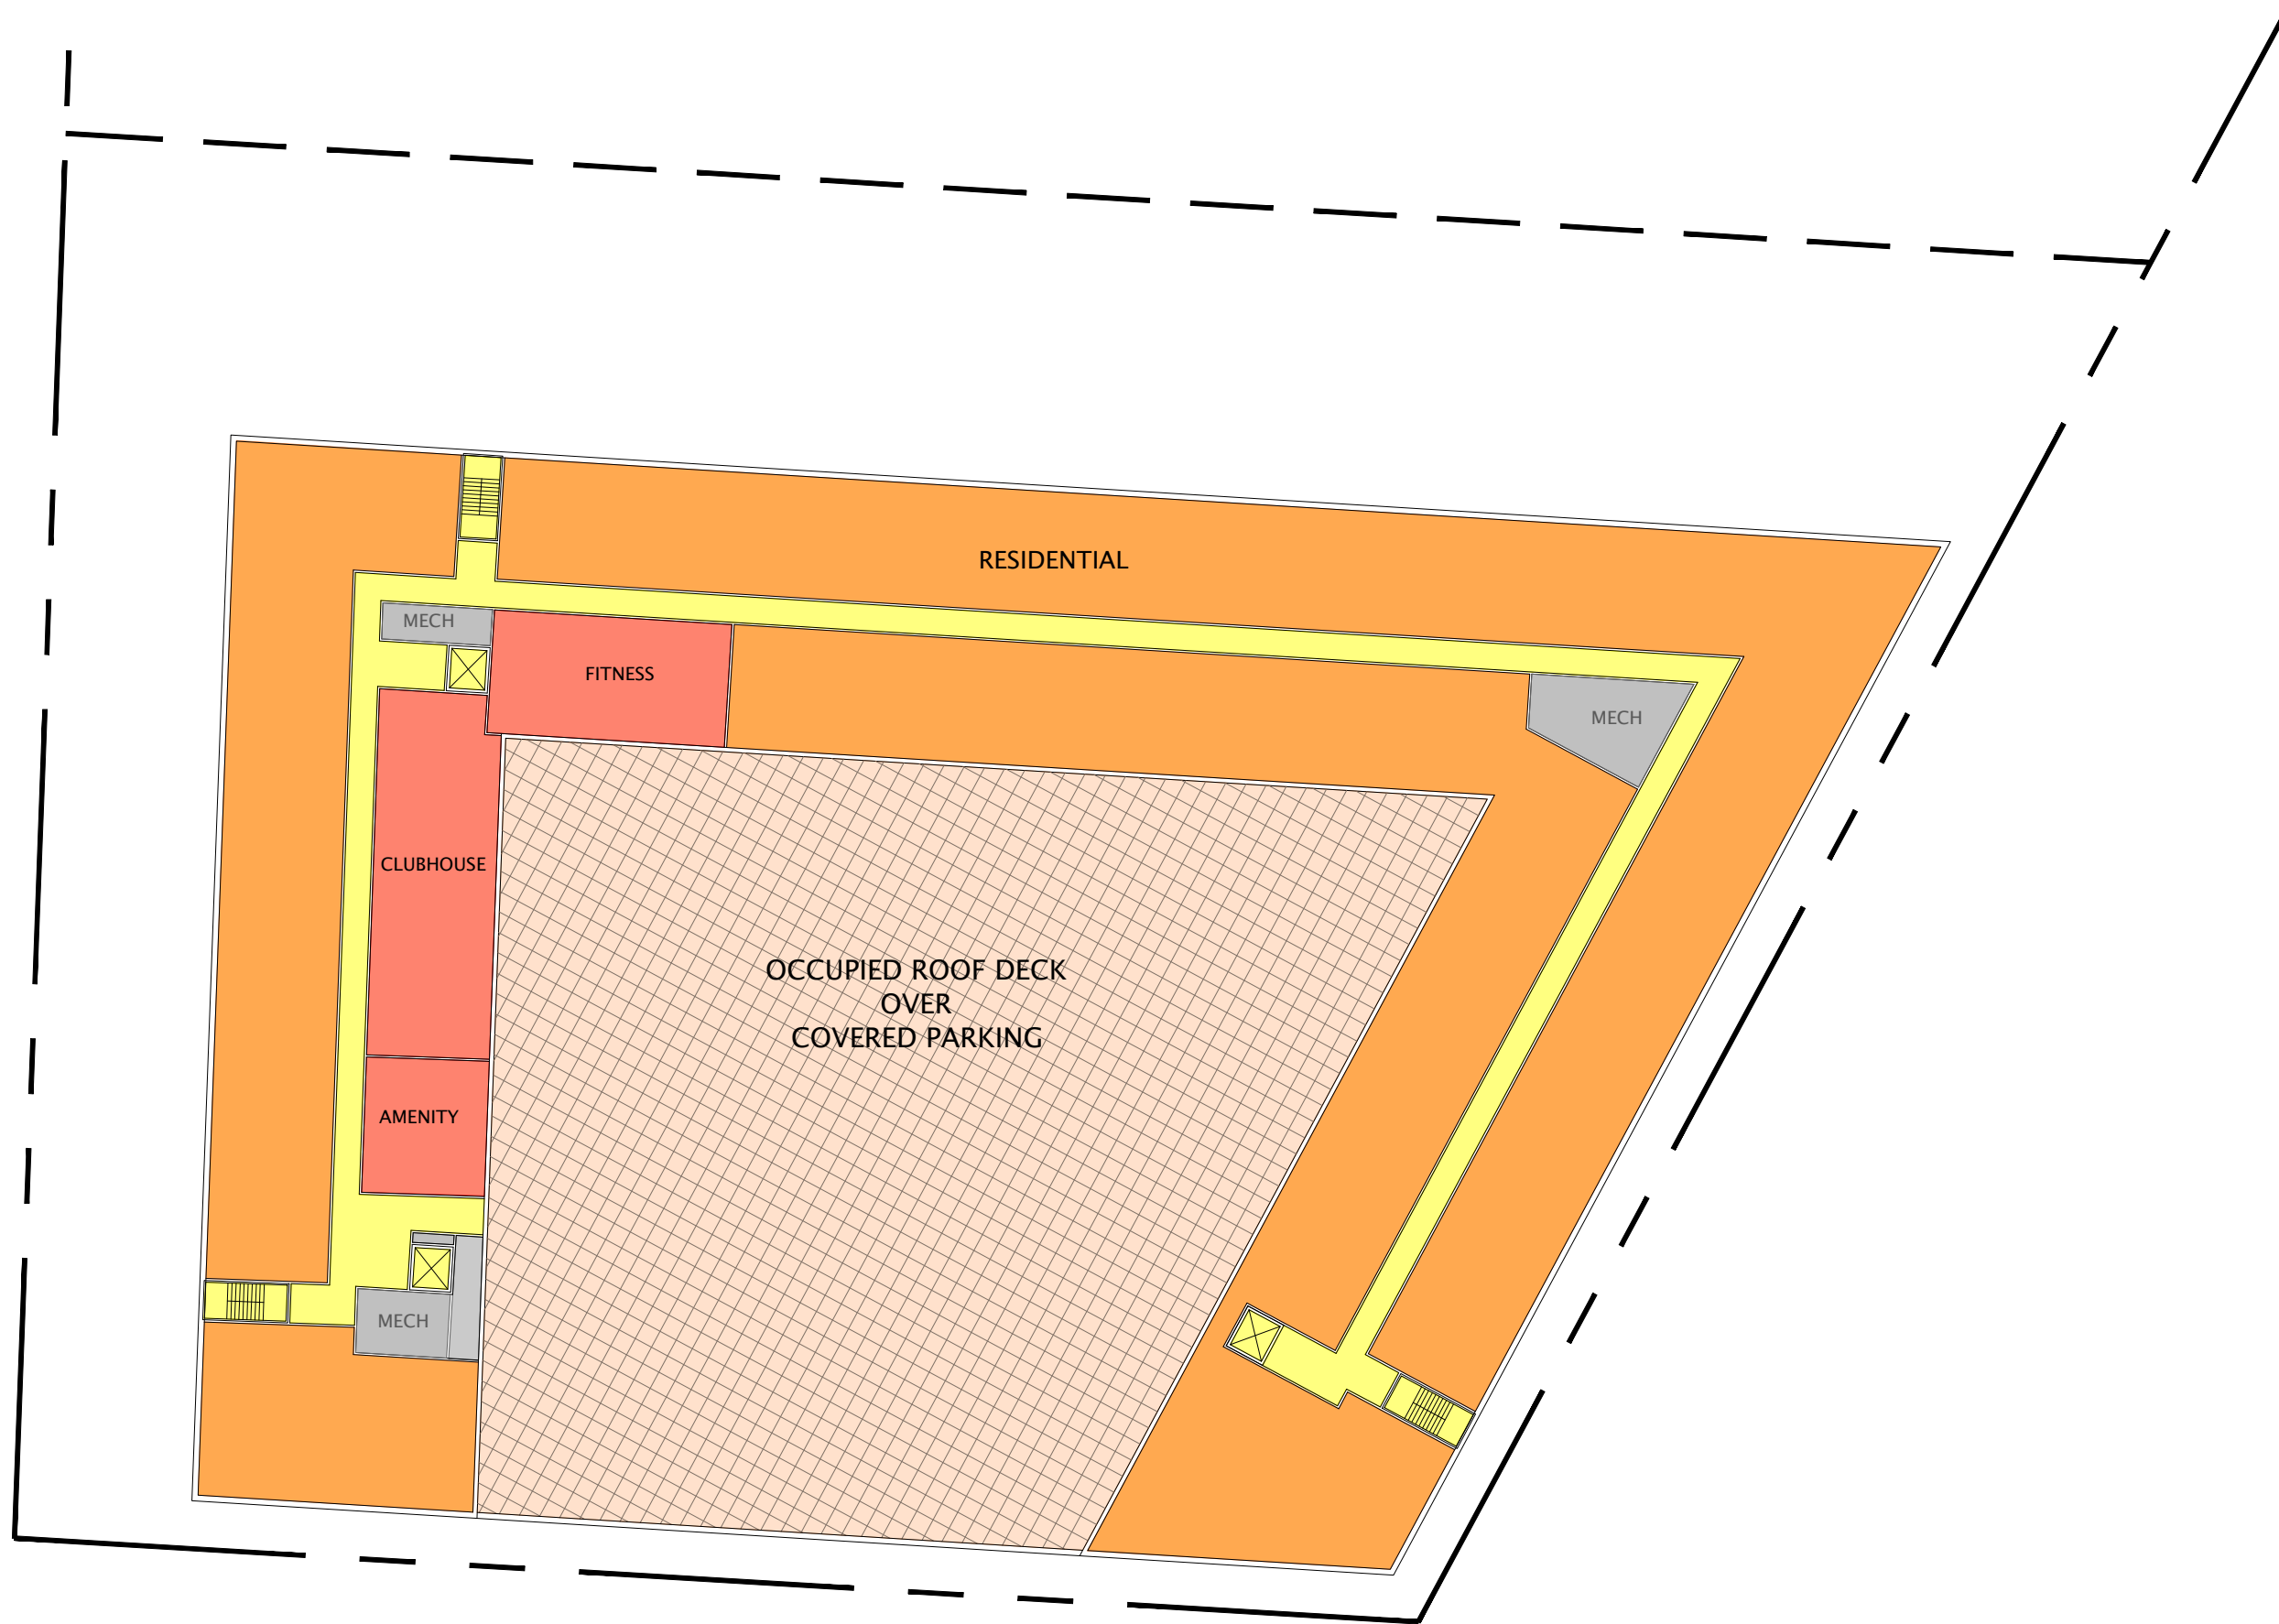 RESIDENTIAL
MECH
FITNESS
MECH
CLUBHOUSE
OCCUPIED ROOF DECK
OVER
COVERED PARKING
AMENITY
MECH